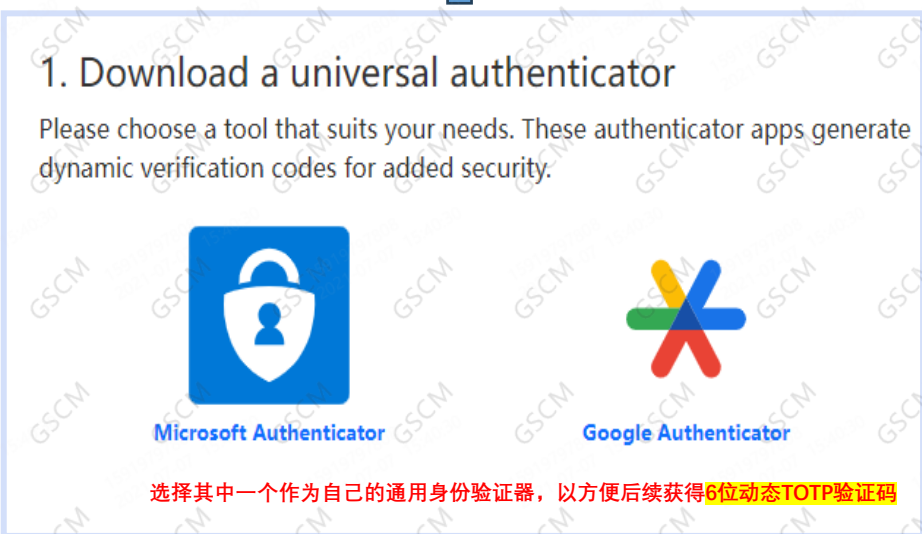 1. Download a universal authenticator
Please choose a tool that suits your needs. These authenticator apps generate
dynamic verification codes for added security.
Microsoft Authenticator
Google Authenticator
选择其中一个作为自己的通用身份验证器，以方便后续获得6位动态TOTP验证码
GSCM